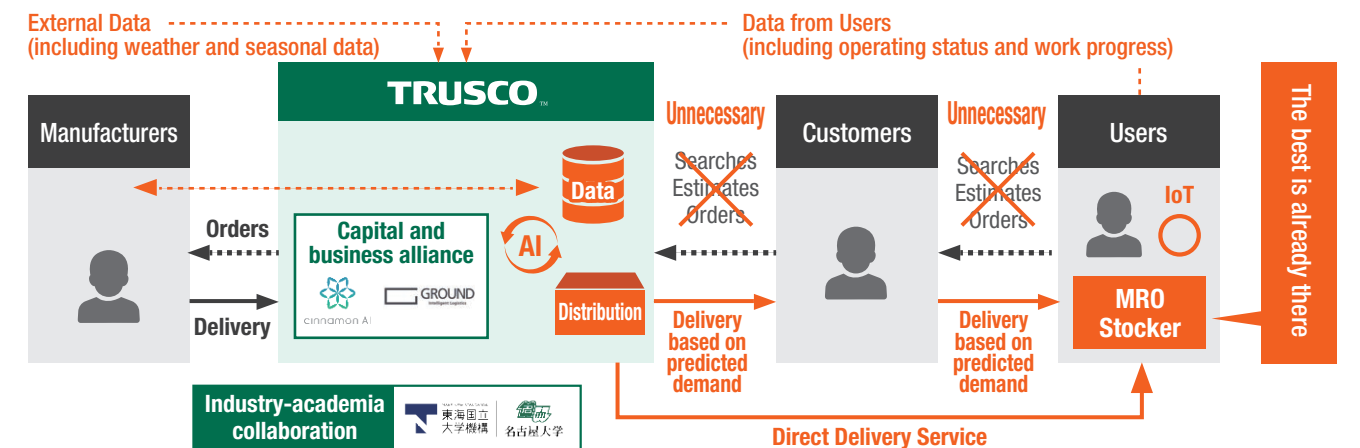 External Data
(including weather and seasonal data)
Data from Users
(including operating status and work progress)
TRUSCO™
Manufacturers
Unnecessary
Customers
Unnecessary
Users
The best is already there
Searches
Estimates
Orders
Searches
Estimates
Orders
Data
IoT
Orders
Capital and
business alliance
AI
cinnamon AI
GROUND
Intelligent Logistics
Delivery
Distribution
Delivery
based on
predicted
demand
Delivery
based on
predicted
demand
MRO
Stocker
Industry-academia
collaboration
東海国立
大学機構
名古屋大学
Direct Delivery Service